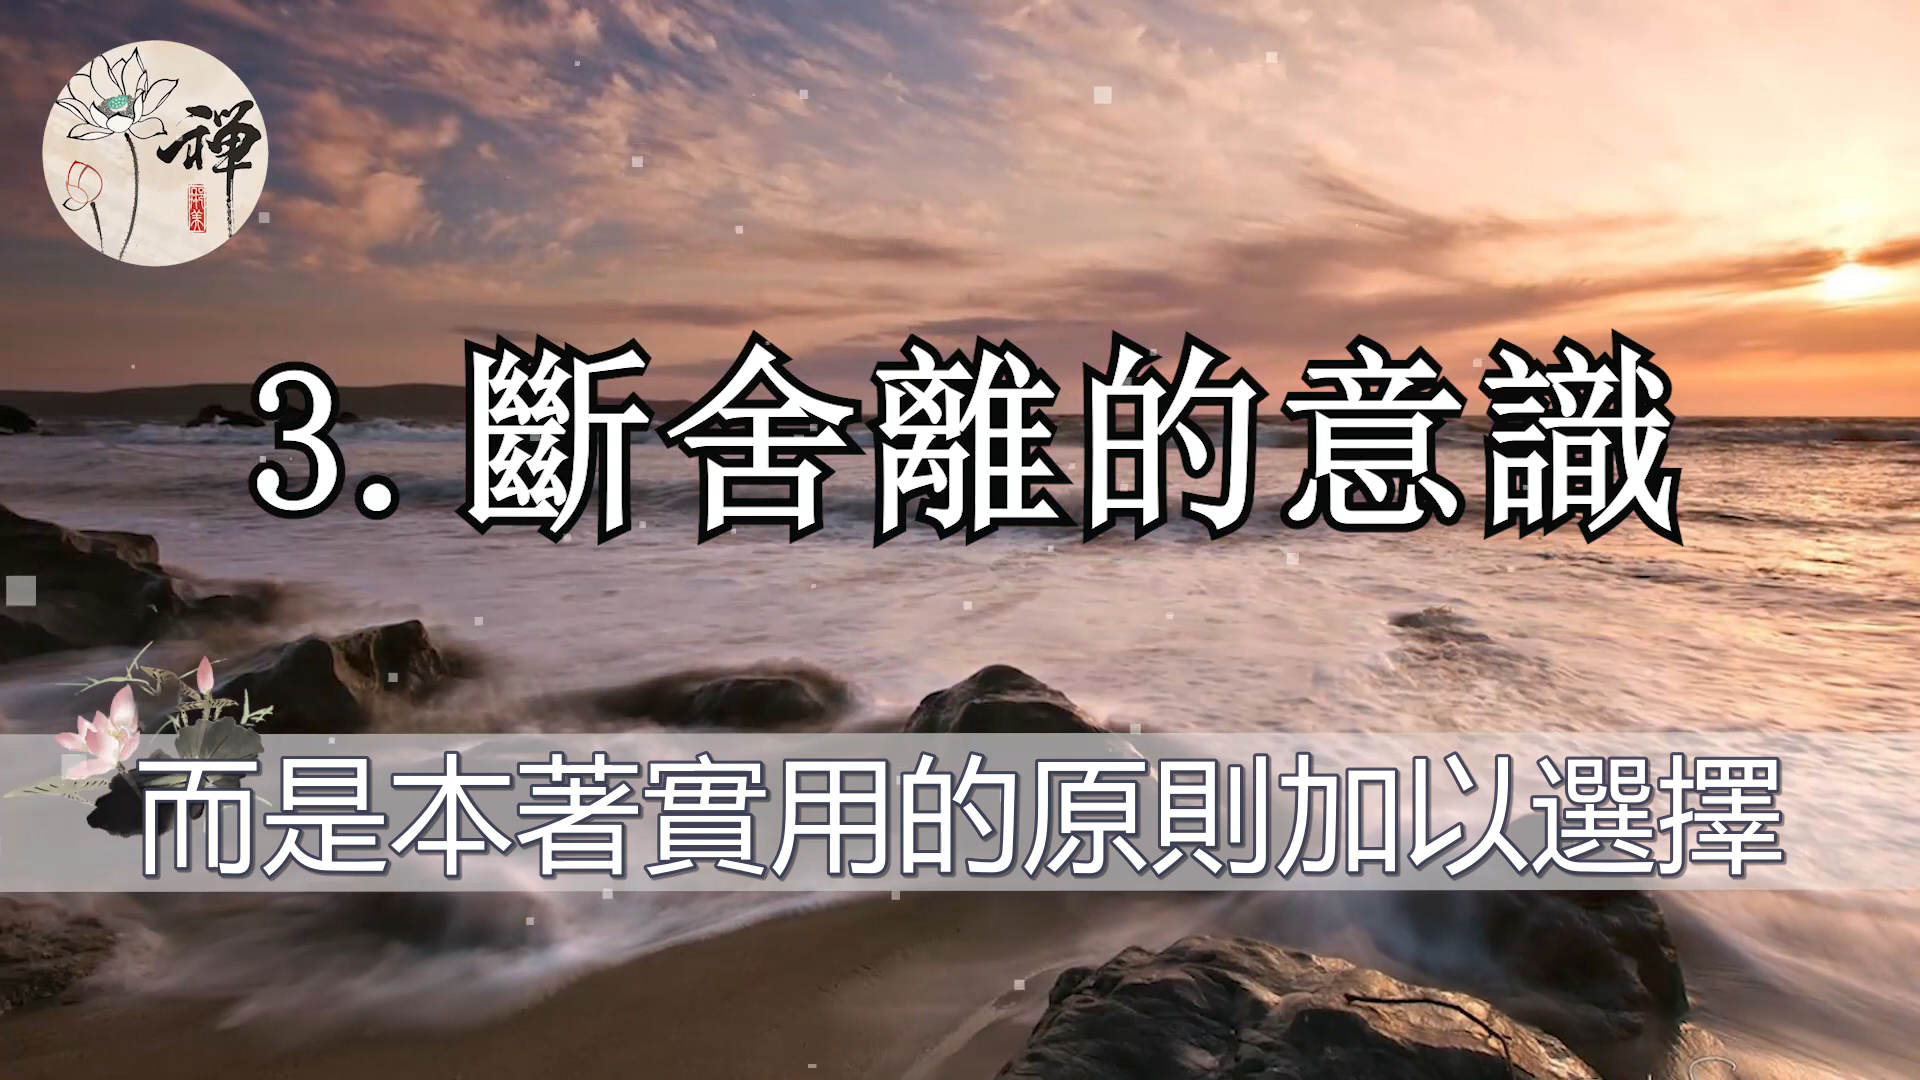 禅
3.斷舍離的意識
而是本著實用的原則加以選擇